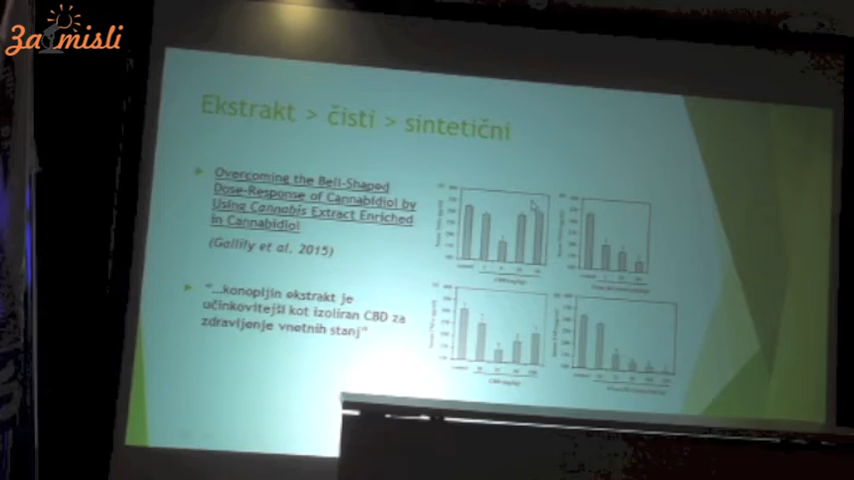 Za misli
Ekstrakt > čisti > sintetični
Overcoming the Bell-Shaped
Dose-Response of Cannabidiol by
Using Cannabis Extract Enriched
in Cannabidiol
(Gallily et al. 2015)
"…konopljin ekstrakt je
učinkovitejši kot izoliran CBD za
zdravljenje vnetnih stanj"